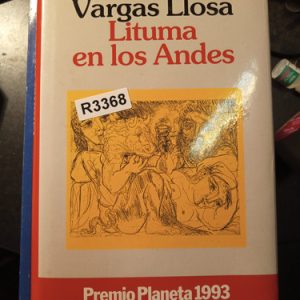 Vargas Llosa
Lituma
en los Andes
R3368
Premio Planeta 1993